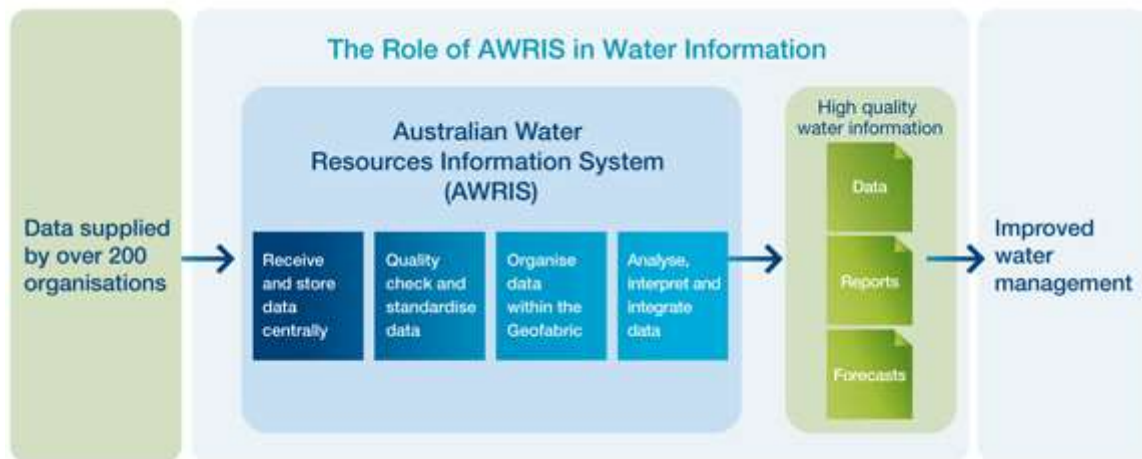 The Role of AWRIS in Water Information
Data supplied
by over 200
organisations
Australian Water
Resources Information System
(AWRIS)
Receive
and store
data
centrally
Quality
check and
standardise
data
Organise
data
within the
Geofabric
Analyse,
interpret and
integrate
data
High quality
water information
Data
Reports
Forecasts
Improved
water
management